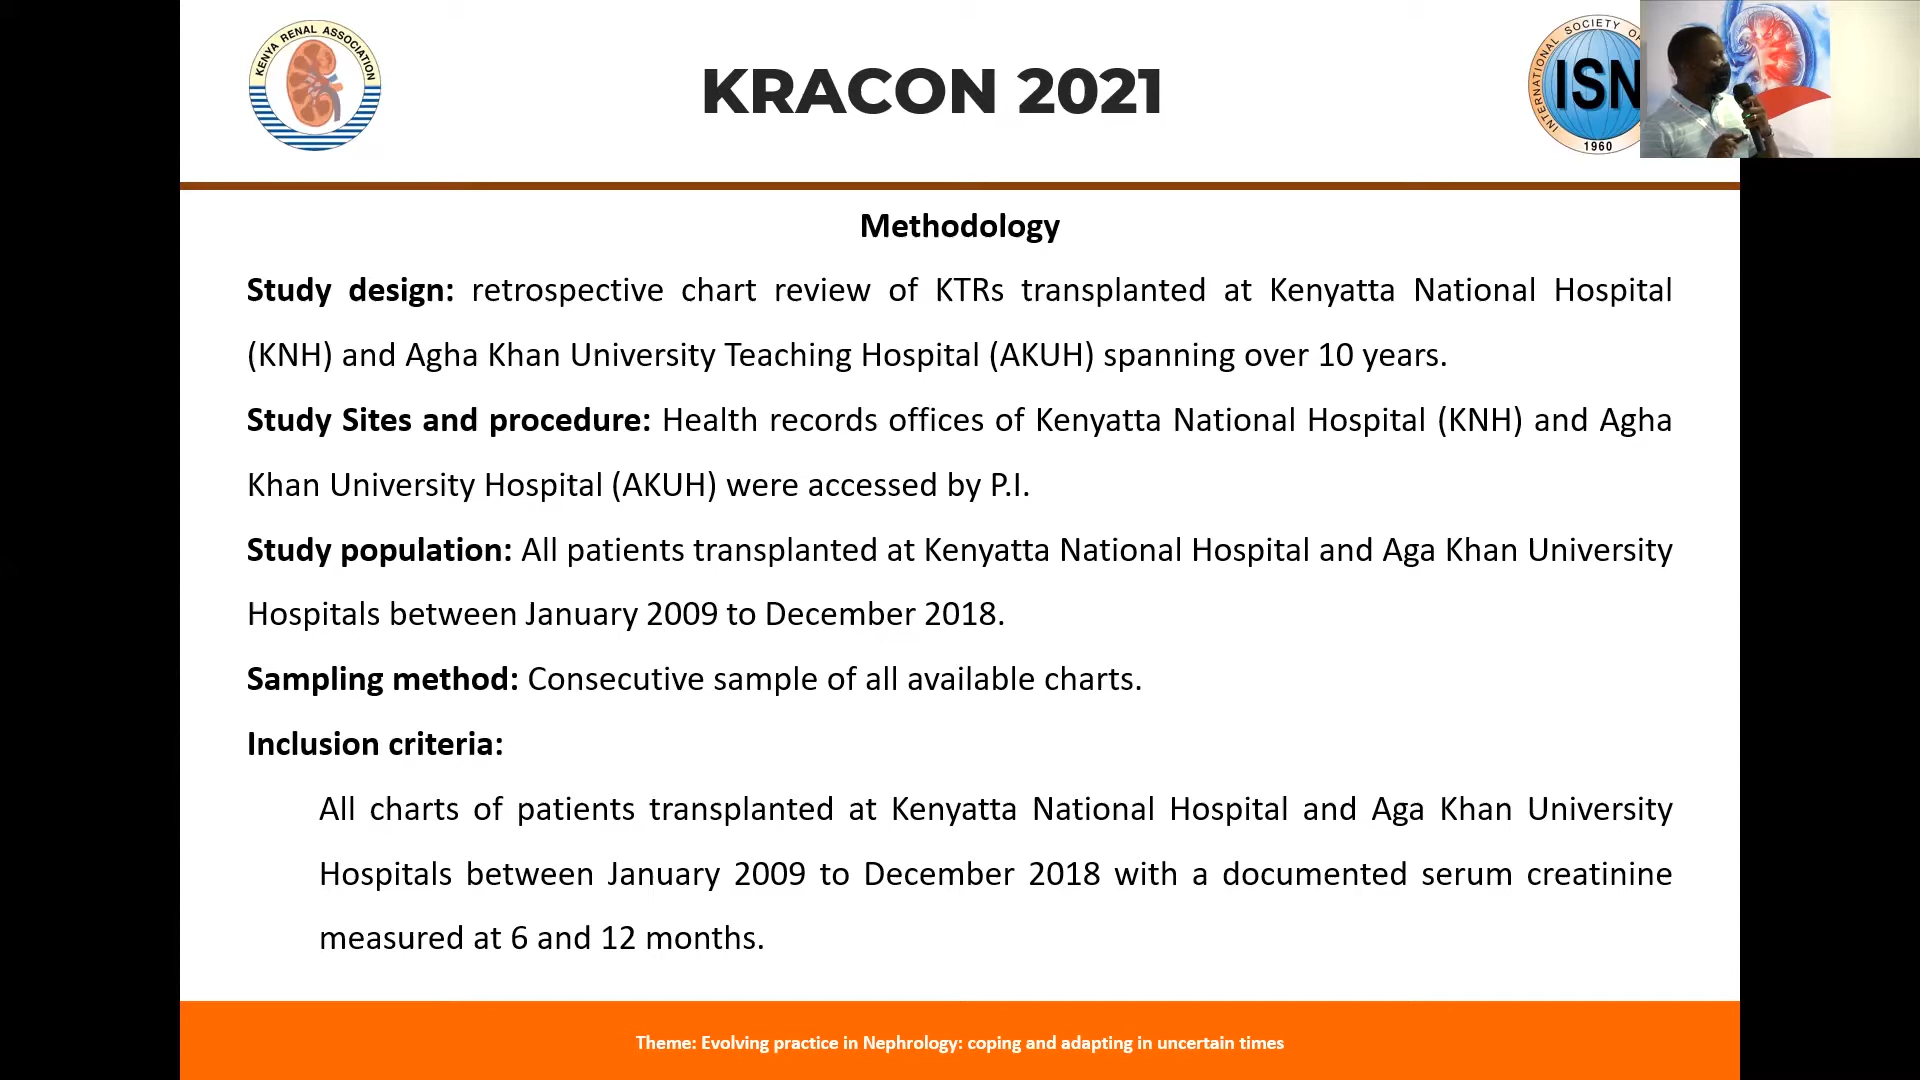 KENYA RENAL ASSOCIATION
KRACON 2021
INTERNATIONAL SOCIETY OF
ISN
1960
Methodology
Study design: retrospective chart review of KTRs transplanted at Kenyatta National Hospital
(KNH) and Agha Khan University Teaching Hospital (AKUH) spanning over 10 years.
Study Sites and procedure: Health records offices of Kenyatta National Hospital (KNH) and Agha
Khan University Hospital (AKUH) were accessed by P.I.
Study population: All patients transplanted at Kenyatta National Hospital and Aga Khan University
Hospitals between January 2009 to December 2018.
Sampling method: Consecutive sample of all available charts.
Inclusion criteria:
All charts of patients transplanted at Kenyatta National Hospital and Aga Khan University
Hospitals between January 2009 to December 2018 with a documented serum creatinine
measured at 6 and 12 months.
Theme: Evolving practice in Nephrology: coping and adapting in uncertain times